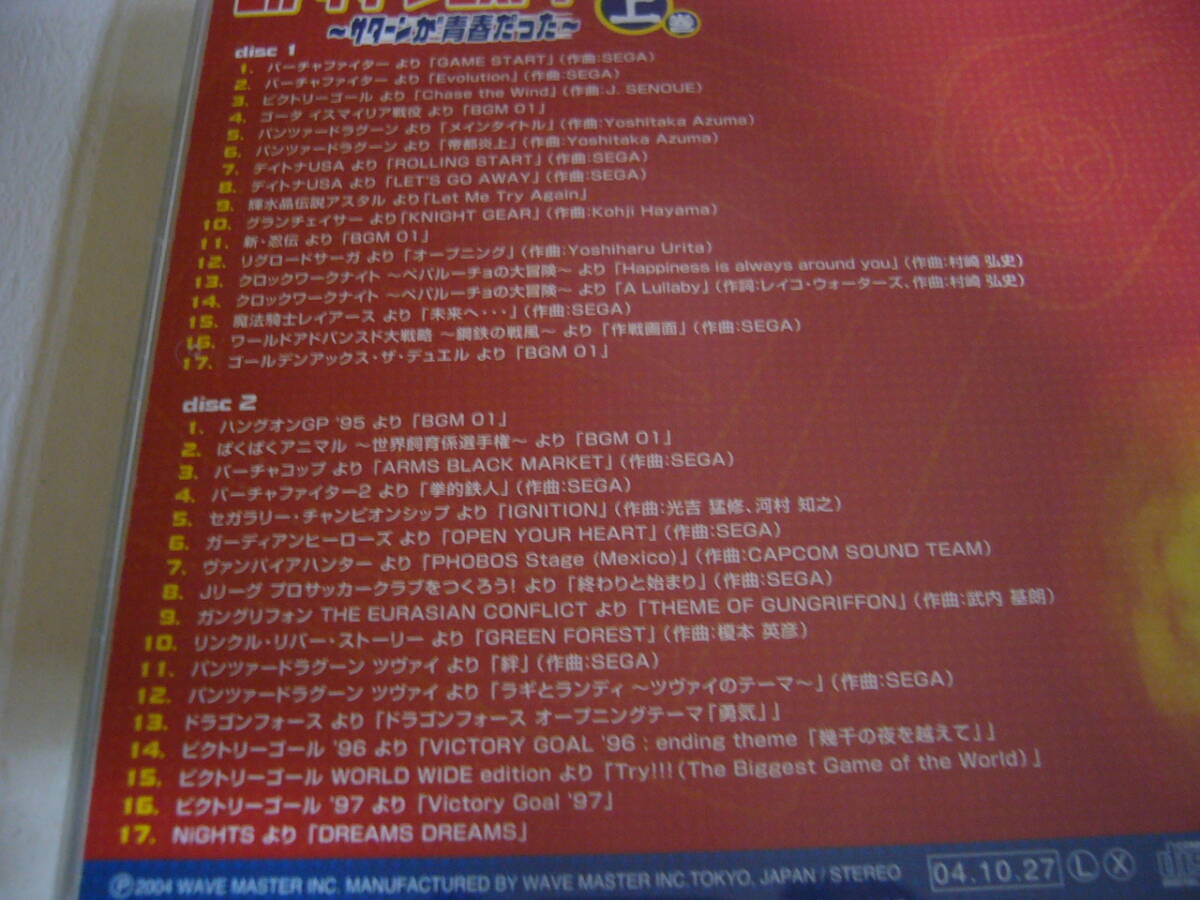 上巻
～サターンが青春だった～
disc 1
1. バーチャファイター より「GAME START」(作曲:SEGA)
2. バーチャファイター より「Evolution」(作曲:SEGA)
3. ビクトリーゴール より「Chase the Wind」(作曲:J. SENOUE)
4. ゴータ イスマイリア戦役 より「BGM 01」
5. パンツァードラグーン より「メインタイトル」(作曲:Yoshitaka Azuma)
6. パンツァードラグーン より「帝都炎上」(作曲:Yoshitaka Azuma)
7. デイトナUSA より「ROLLING START」(作曲:SEGA)
8. デイトナUSA より「LET'S GO AWAY」(作曲:SEGA)
9. 輝水晶伝説アスタル より「Let Me Try Again」
10. グランチェイサー より「KNIGHT GEAR」(作曲:Kohji Hayama)
11. 新・忍伝 より「BGM 01」
12. リグロードサーガ より「オープニング」(作曲:Yoshiharu Urita)
13. クロックワークナイト ～ペパルーチョの大冒険～ より「Happiness is always around you」(作曲:村崎 弘史)
14. クロックワークナイト ～ペパルーチョの大冒険～ より「A Lullaby」(作詞:レイコ・ウォーターズ、作曲:村崎 弘史)
15. 魔法騎士レイアース より「未来へ・・・」(作曲:SEGA)
16. ワールドアドバンスド大戦略 ～鋼鉄の戦風～ より「作戦画面」(作曲:SEGA)
17. ゴールデンアックス・ザ・デュエル より「BGM 01」
disc 2
1. ハングオンGP '95 より「BGM 01」
2. ばくばくアニマル ～世界飼育係選手権～ より「BGM 01」
3. バーチャコップ より「ARMS BLACK MARKET」(作曲:SEGA)
4. バーチャファイター2 より「拳的鉄人」(作曲:SEGA)
5. セガラリー・チャンピオンシップ より「IGNITION」(作曲:光吉 猛修、河村 知之)
6. ガーディアンヒーローズ より「OPEN YOUR HEART」(作曲:SEGA)
7. ヴァンパイアハンター より「PHOBOS Stage (Mexico)」(作曲:CAPCOM SOUND TEAM)
8. Jリーグ プロサッカークラブをつくろう! より「終わりと始まり」(作曲:SEGA)
9. ガングリフォン THE EURASIAN CONFLICT より「THEME OF GUNGRIFFON」(作曲:武内 基朗)
10. リンクル・リバー・ストーリー より「GREEN FOREST」(作曲:榎本 英彦)
11. パンツァードラグーン ツヴァイ より「絆」(作曲:SEGA)
12. パンツァードラグーン ツヴァイ より「ラギとランディ ～ツヴァイのテーマ～」(作曲:SEGA)
13. ドラゴンフォース より「ドラゴンフォース オープニングテーマ「勇気」」
14. ビクトリーゴール '96 より「VICTORY GOAL '96 : ending theme「幾千の夜を越えて」」
15. ビクトリーゴール WORLD WIDE edition より「Try!!! (The Biggest Game of the World)」
16. ビクトリーゴール '97 より「Victory Goal '97」
17. NiGHTS より「DREAMS DREAMS」
Ⓟ2004 WAVE MASTER INC. MANUFACTURED BY WAVE MASTER INC.TOKYO, JAPAN / STEREO 04.10.27 Ⓛ Ⓧ